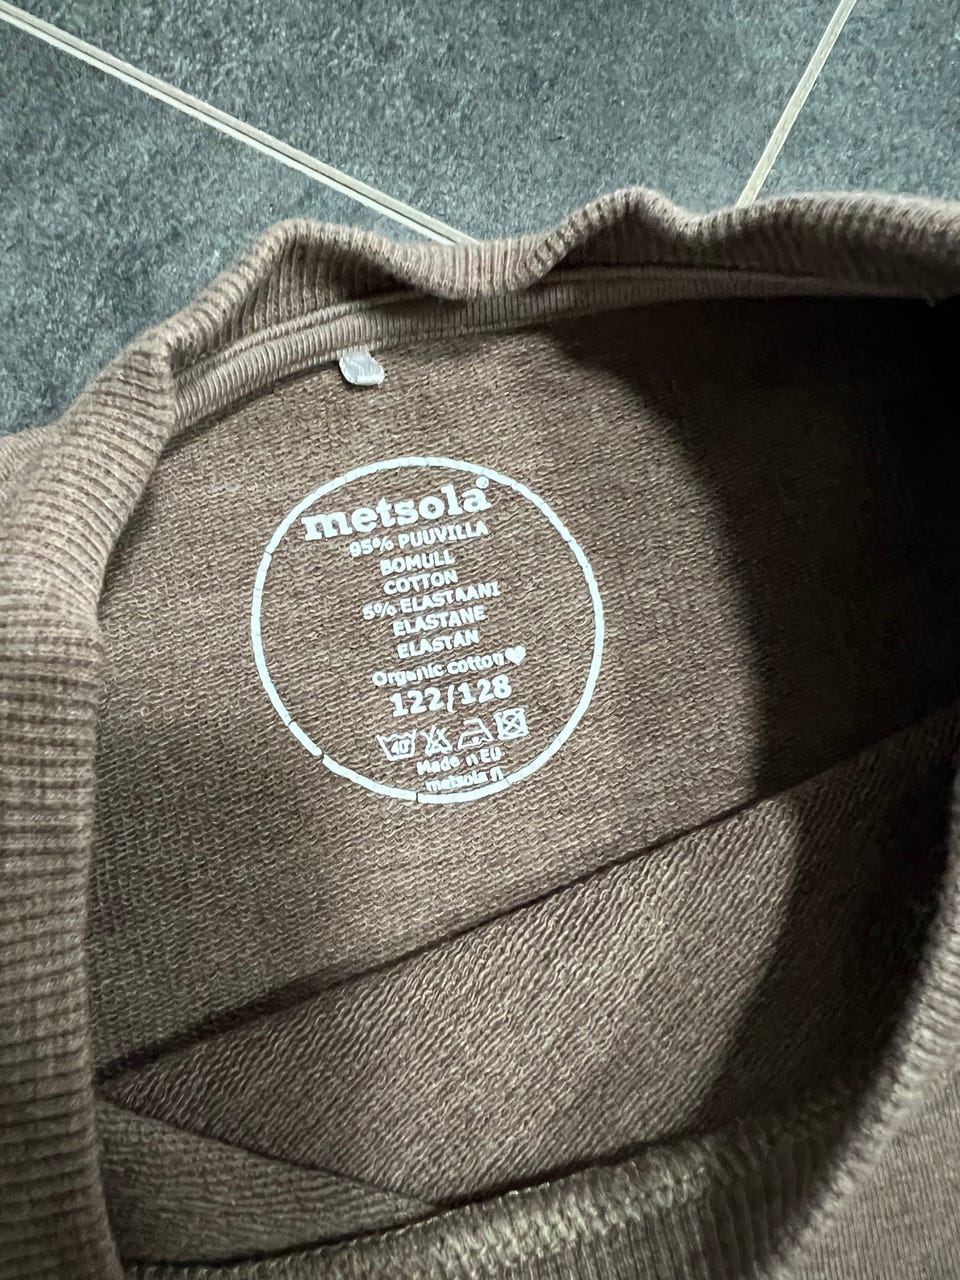 metsola®
95% PUUVILLA
BOMULL
COTTON
5% ELASTAANI
ELASTANE
ELASTAN
Organic cotton♥
122/128
40
Made in EU
metsola.fi